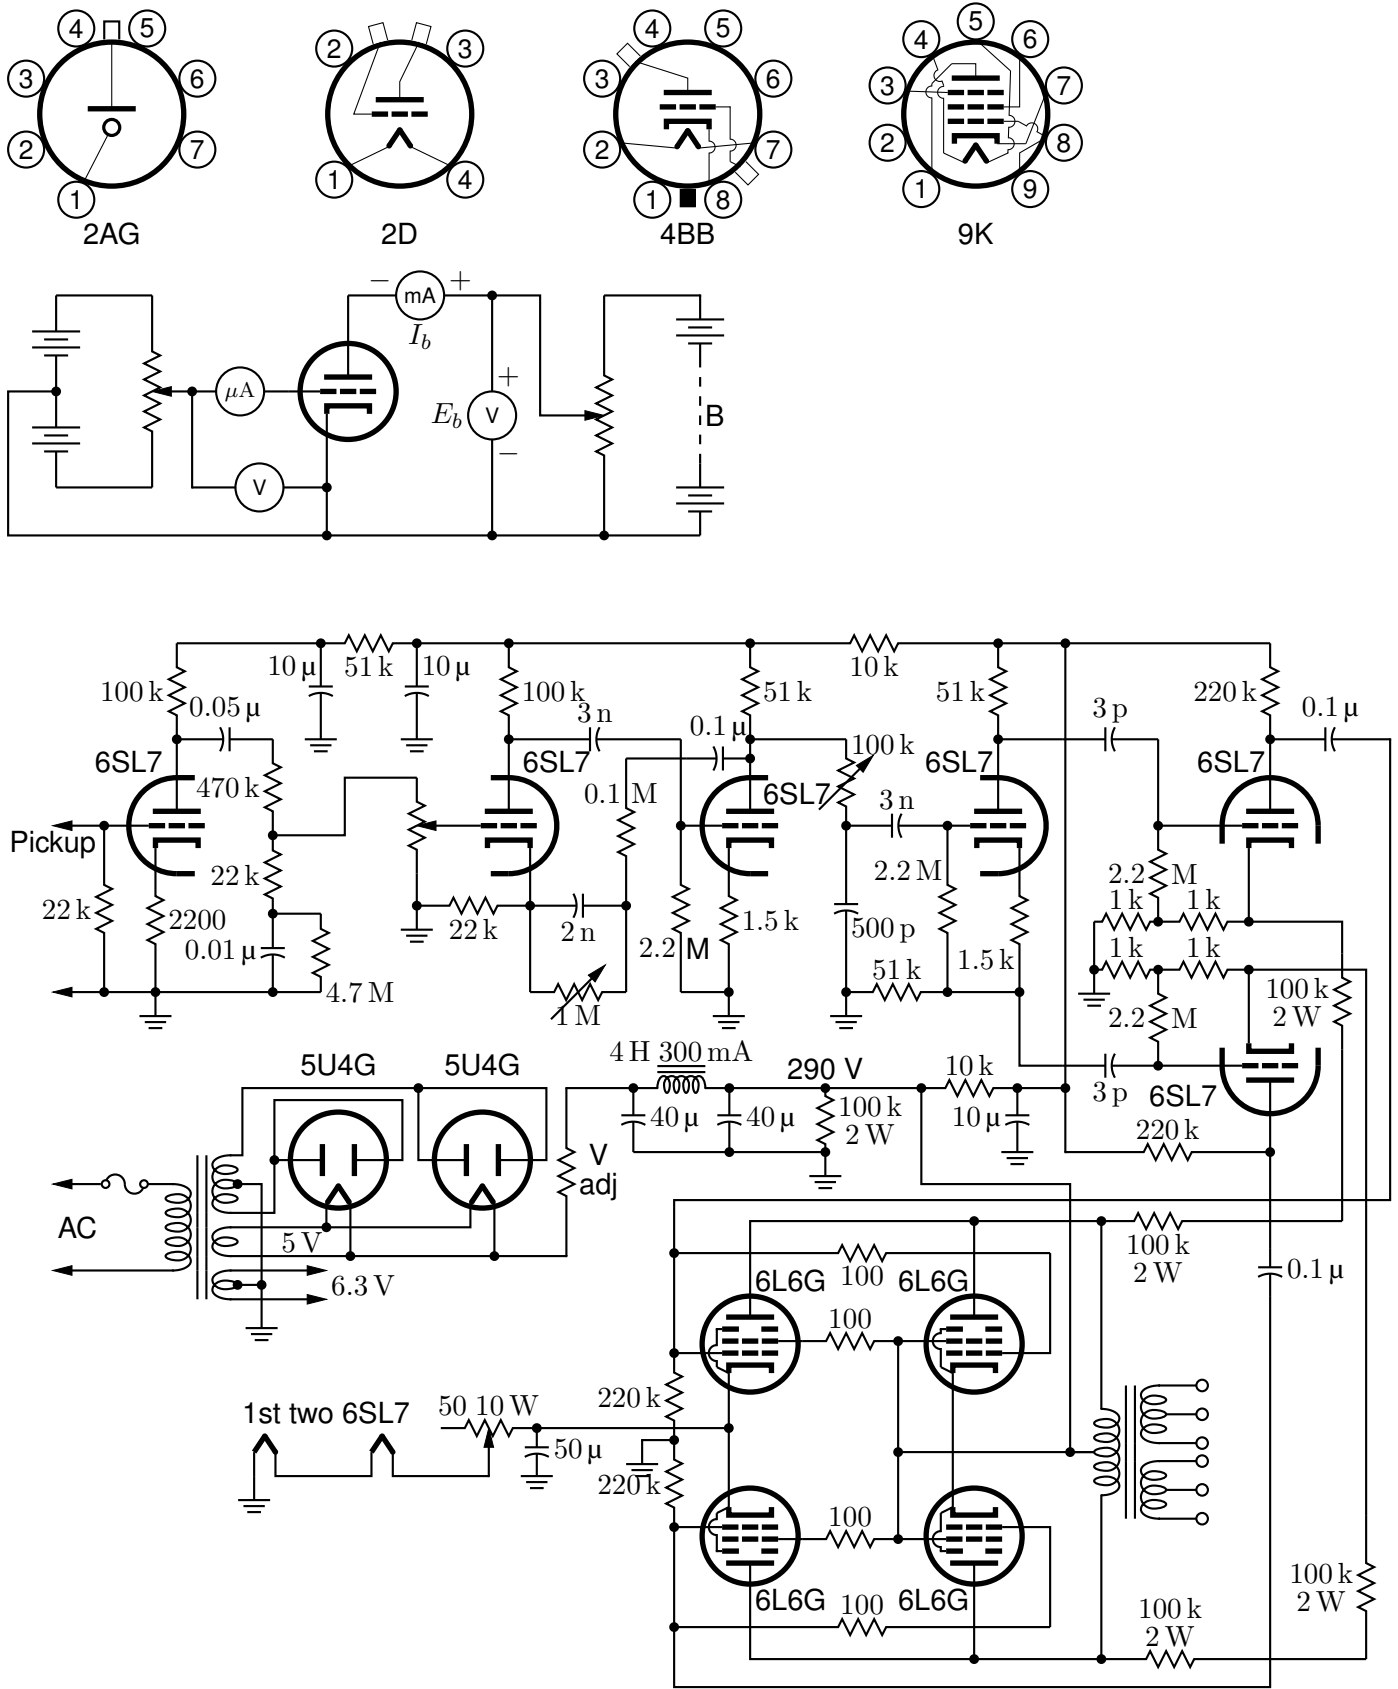 4 5
3 6
2 7
1
2AG
2 3
1 4
2D
4 5
3 6
2 7
1 8
4BB
5
4 6
3 7
2 8
1 9
9K
− mA +
I_b
µA
+
E_b V
−
B
V
10 µ 51 k 10 µ
10 k
100 k
0.05 µ
100 k
3 n
51 k
0.1 µ
51 k
3 p
220 k
0.1 µ
6SL7
470 k
6SL7
0.1 M
6SL7
100 k
3 n
6SL7
6SL7
Pickup
22 k
22 k
2200
0.01 µ
4.7 M
22 k
2 n
1 M
2.2 M
1.5 k
500 p
2.2 M
51 k
1.5 k
2.2 M
1 k 1 k
1 k 1 k
2.2 M
100 k
2 W
3 p
6SL7
220 k
5U4G 5U4G
4 H 300 mA
290 V
10 k
40 µ 40 µ
100 k
2 W
10 µ
V
adj
AC
5 V
6.3 V
100 k
2 W
0.1 µ
100
6L6G 6L6G
100
220 k
1st two 6SL7
50 10 W
50 µ
220 k
100
6L6G 6L6G
100
100 k
2 W
100 k
2 W